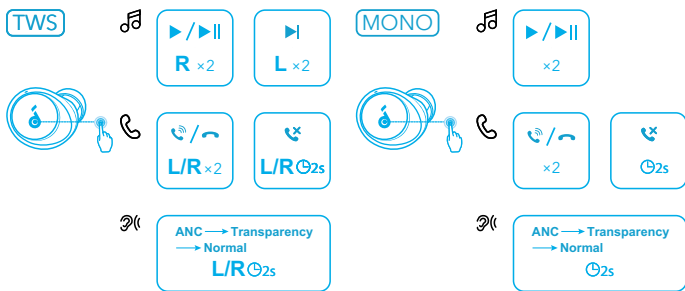 TWS
R ×2
L ×2
L/R ×2
L/R 2s
ANC → Transparency
→ Normal
L/R 2s
MONO
×2
×2
2s
ANC → Transparency
→ Normal
2s